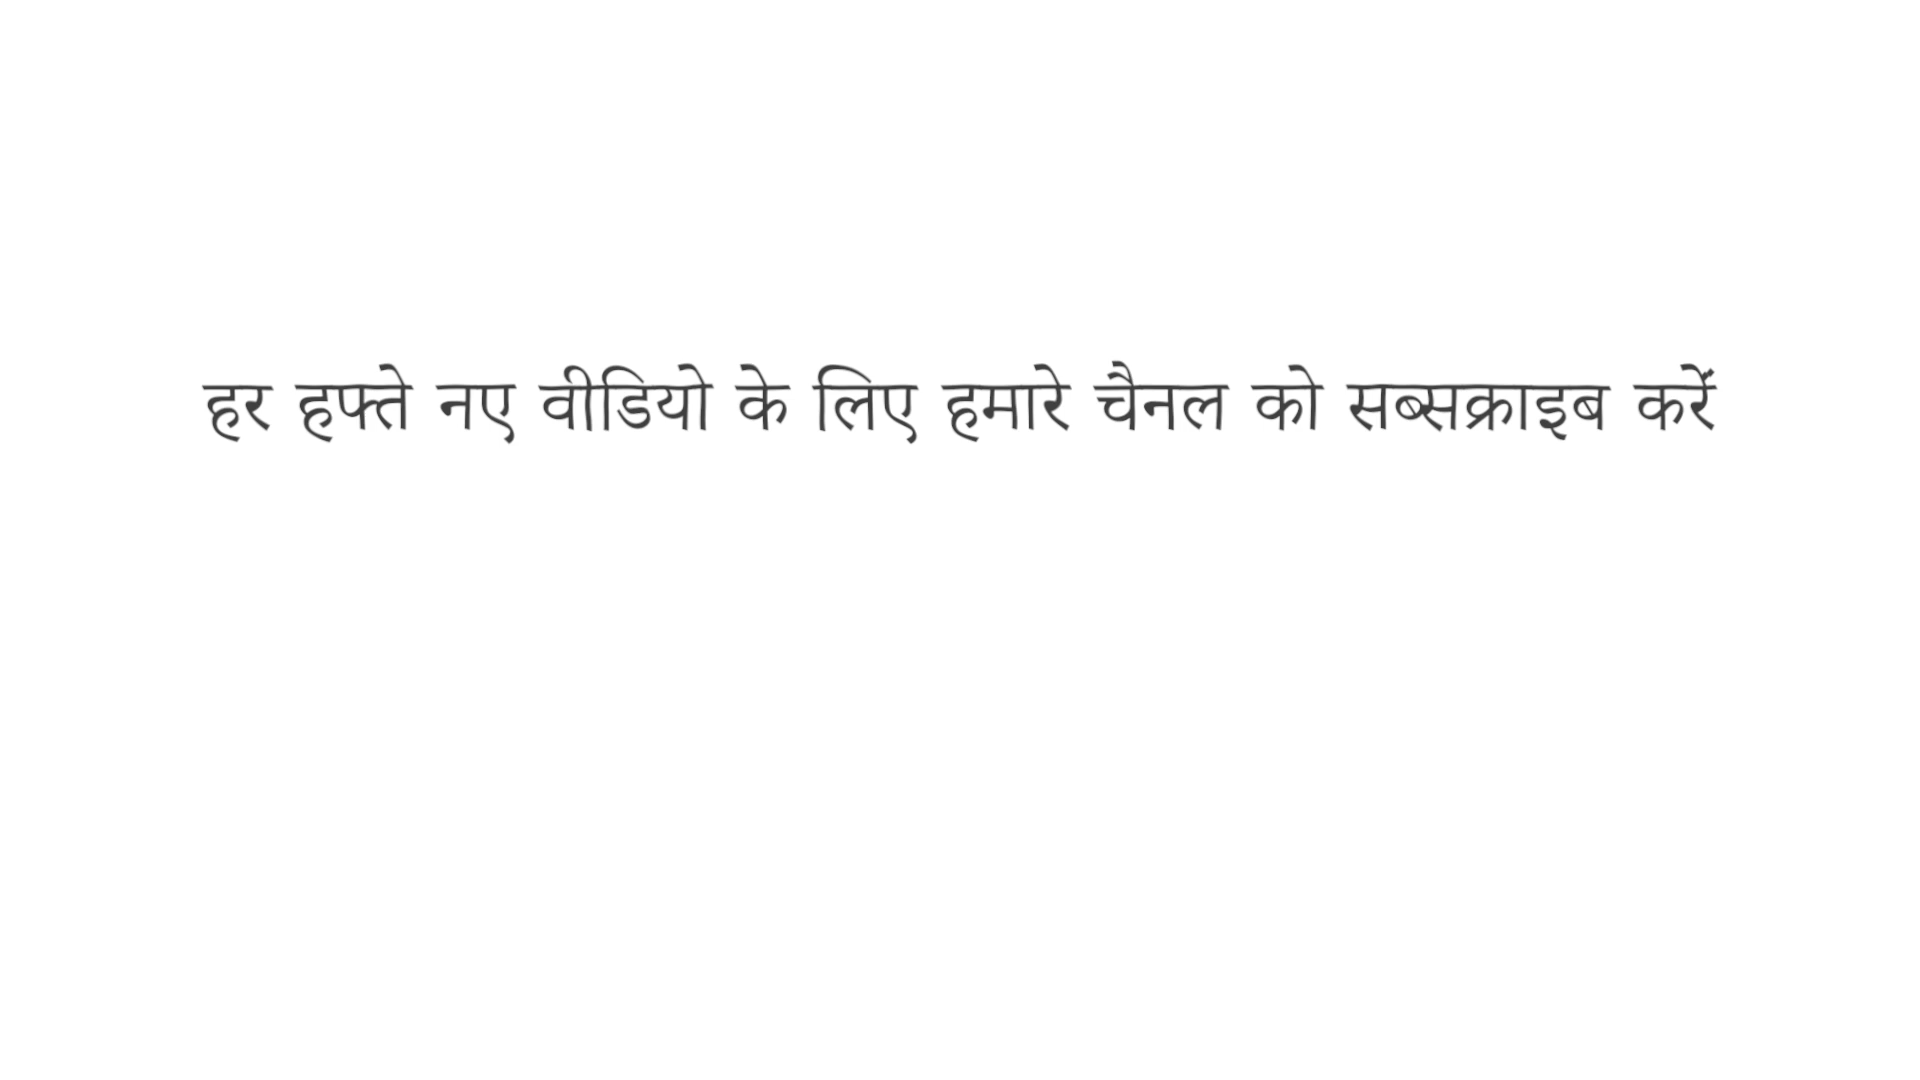 हर हफ्ते नए वीडियो के लिए हमारे चैनल को सब्सक्राइब करें